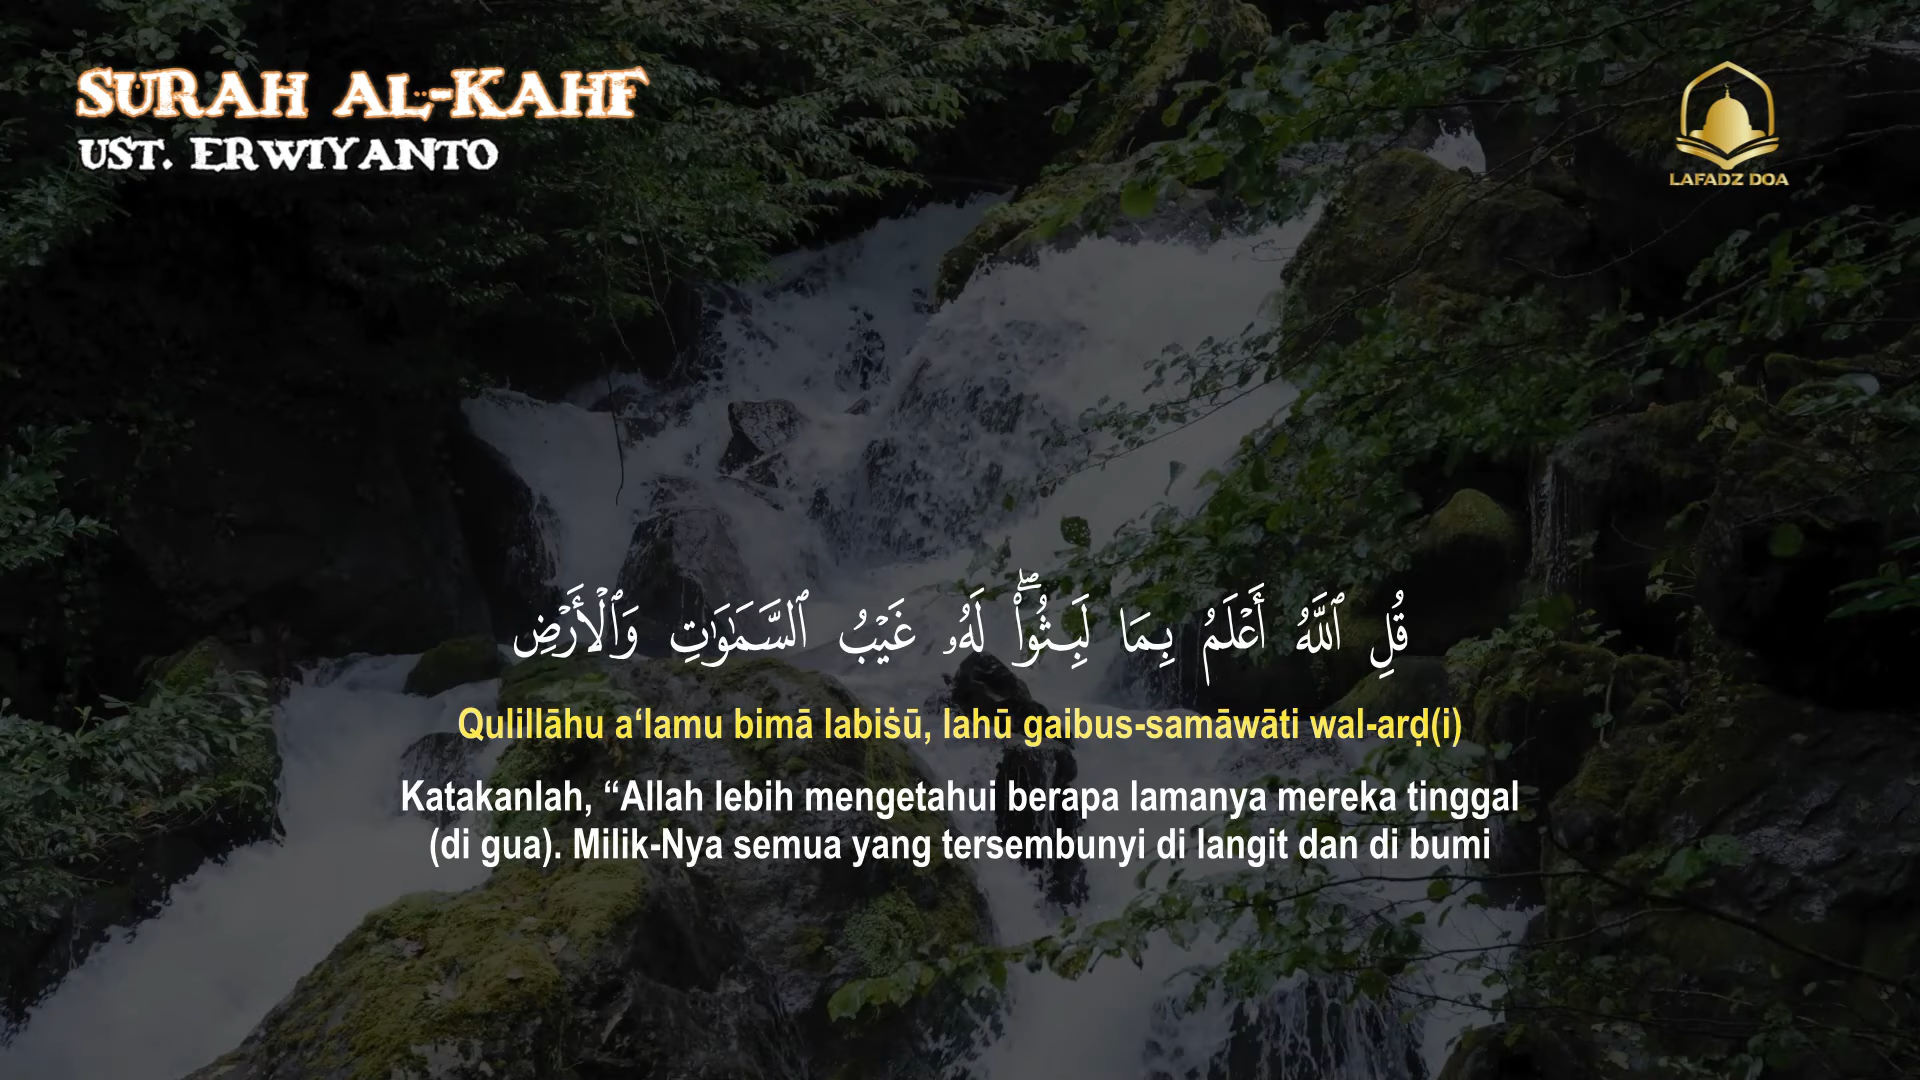 SURAH AL-KAHF
UST. ERWIYANTO
LAFADZ DOA
قُلِ ٱللَّهُ أَعْلَمُ بِمَا لَبِثُوا۟ ۖ لَهُۥ غَيْبُ ٱلسَّمَـٰوَٰتِ وَٱلْأَرْضِ
Qulillāhu a‘lamu bimā labiṡū, lahū gaibus-samāwāti wal-arḍ(i)
Katakanlah, “Allah lebih mengetahui berapa lamanya mereka tinggal
(di gua). Milik-Nya semua yang tersembunyi di langit dan di bumi